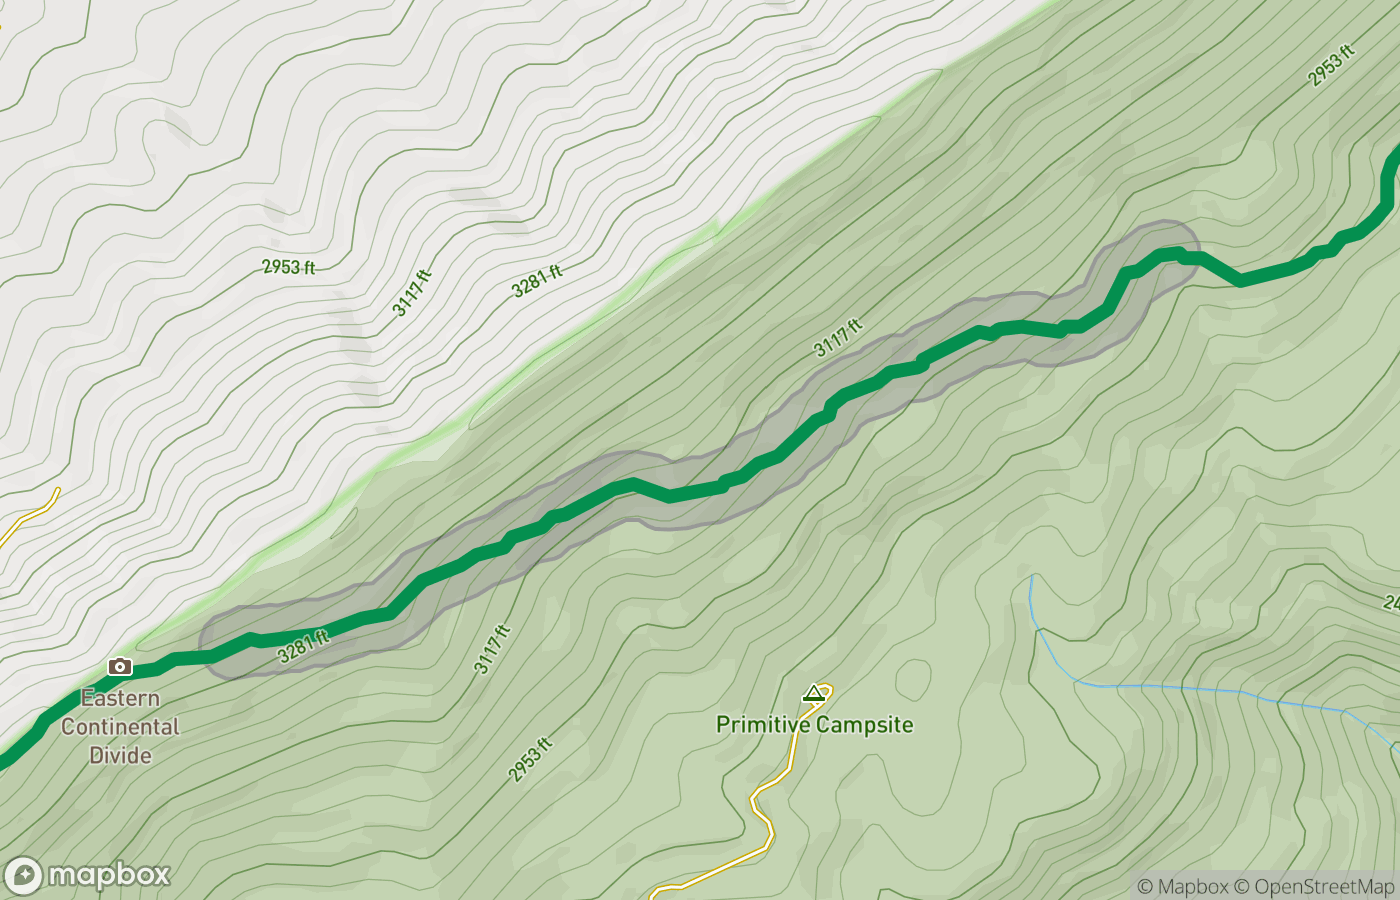 2953 ft
2953 ft
3117 ft
3281 ft
3117 ft
3281 ft
3117 ft
Eastern
Continental
Divide
Primitive Campsite
2953 ft
mapbox
© Mapbox © OpenStreetMap